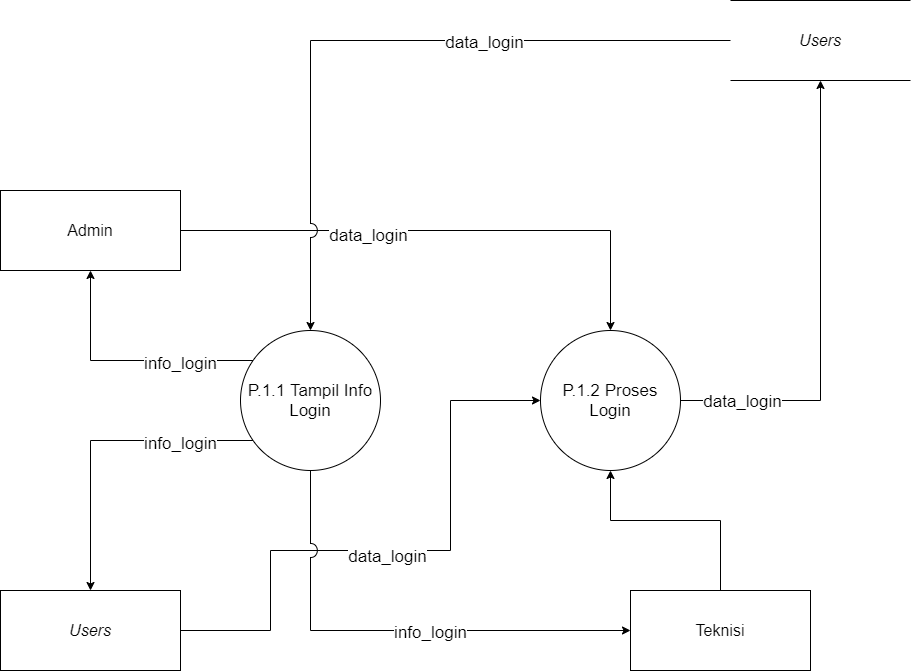 data_login
Users
Admin
data_login
info_login
P.1.1 Tampil Info
Login
P.1.2 Proses
Login
data_login
info_login
data_login
Users
info_login
Teknisi